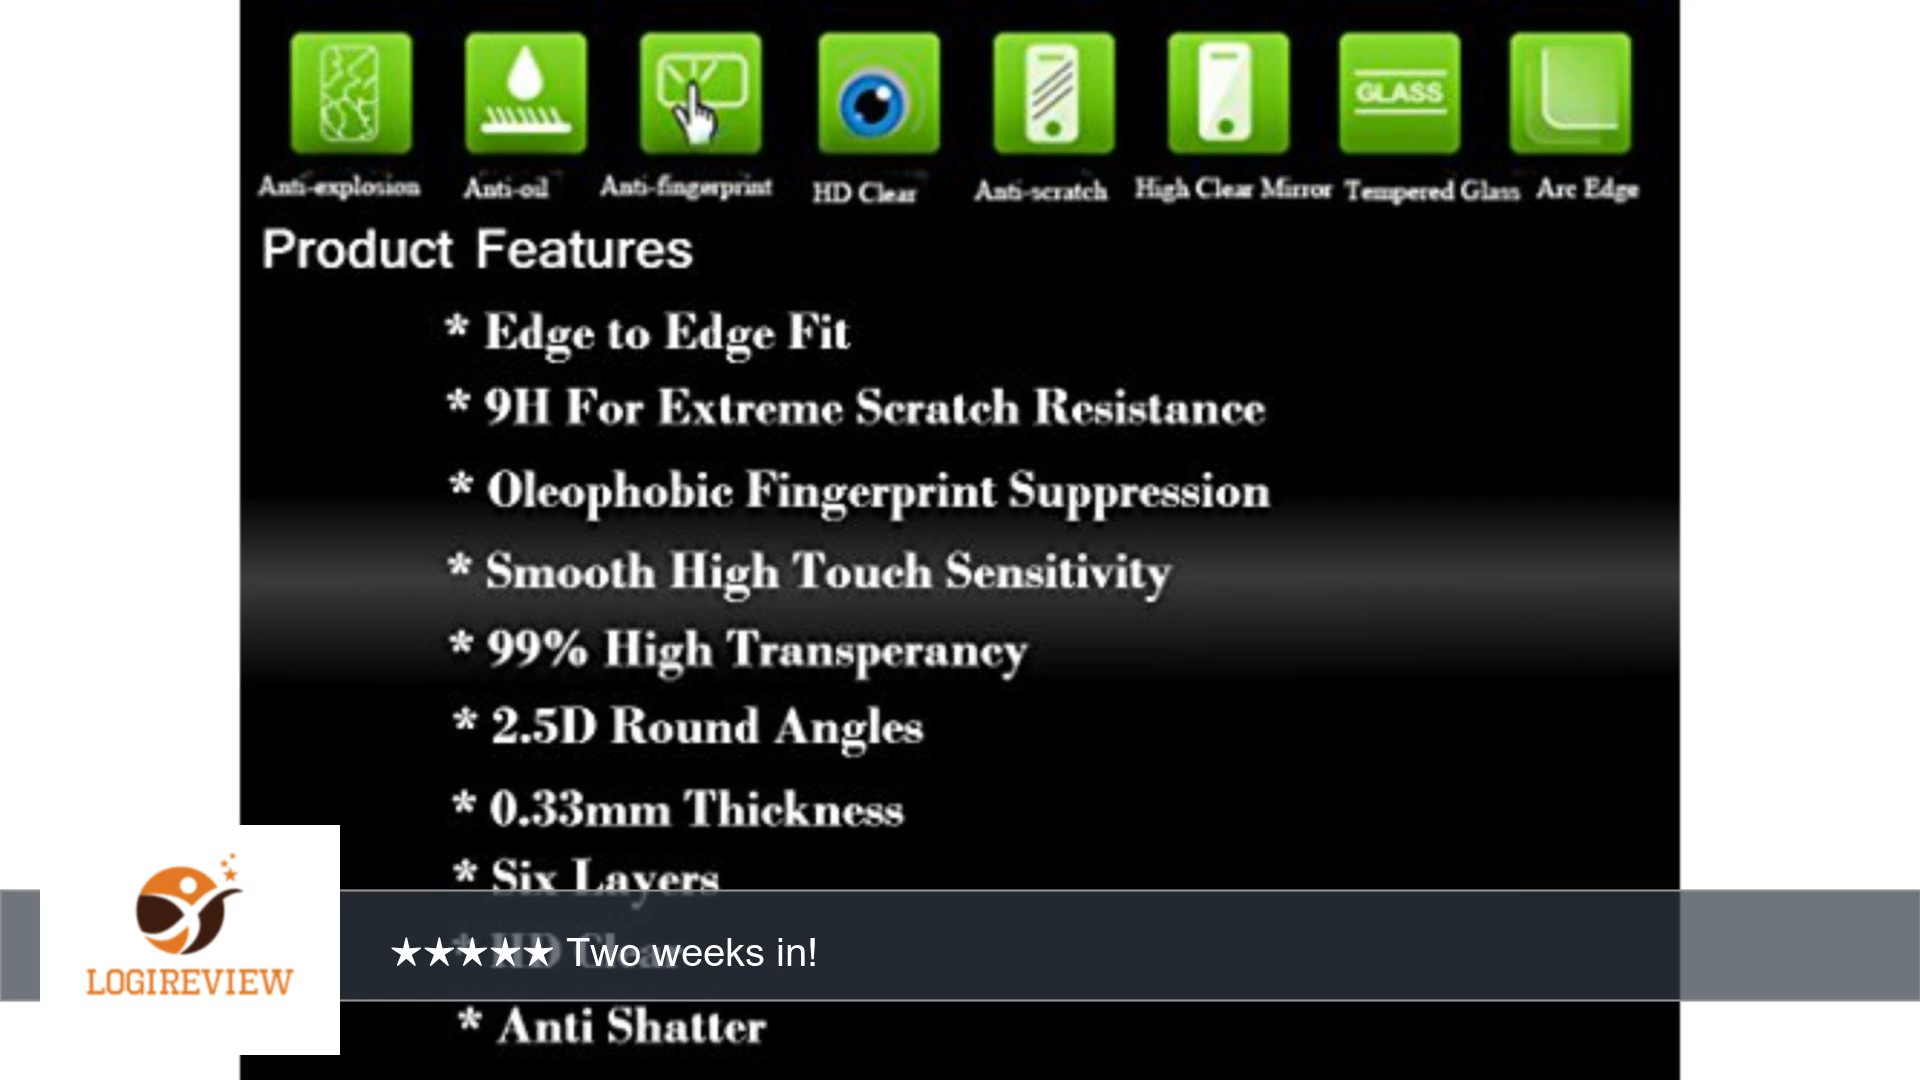 GLASS
Anti-explosion Anti-oil Anti-fingerprint HD Clear Anti-scratch High Clear Mirror Tempered Glass Arc Edge
Product Features
* Edge to Edge Fit
* 9H For Extreme Scratch Resistance
* Oleophobic Fingerprint Suppression
* Smooth High Touch Sensitivity
* 99% High Transperancy
* 2.5D Round Angles
* 0.33mm Thickness
* Six Layers
* HD Clear
★★★★★ Two weeks in!
LOGIREVIEW
* Anti Shatter